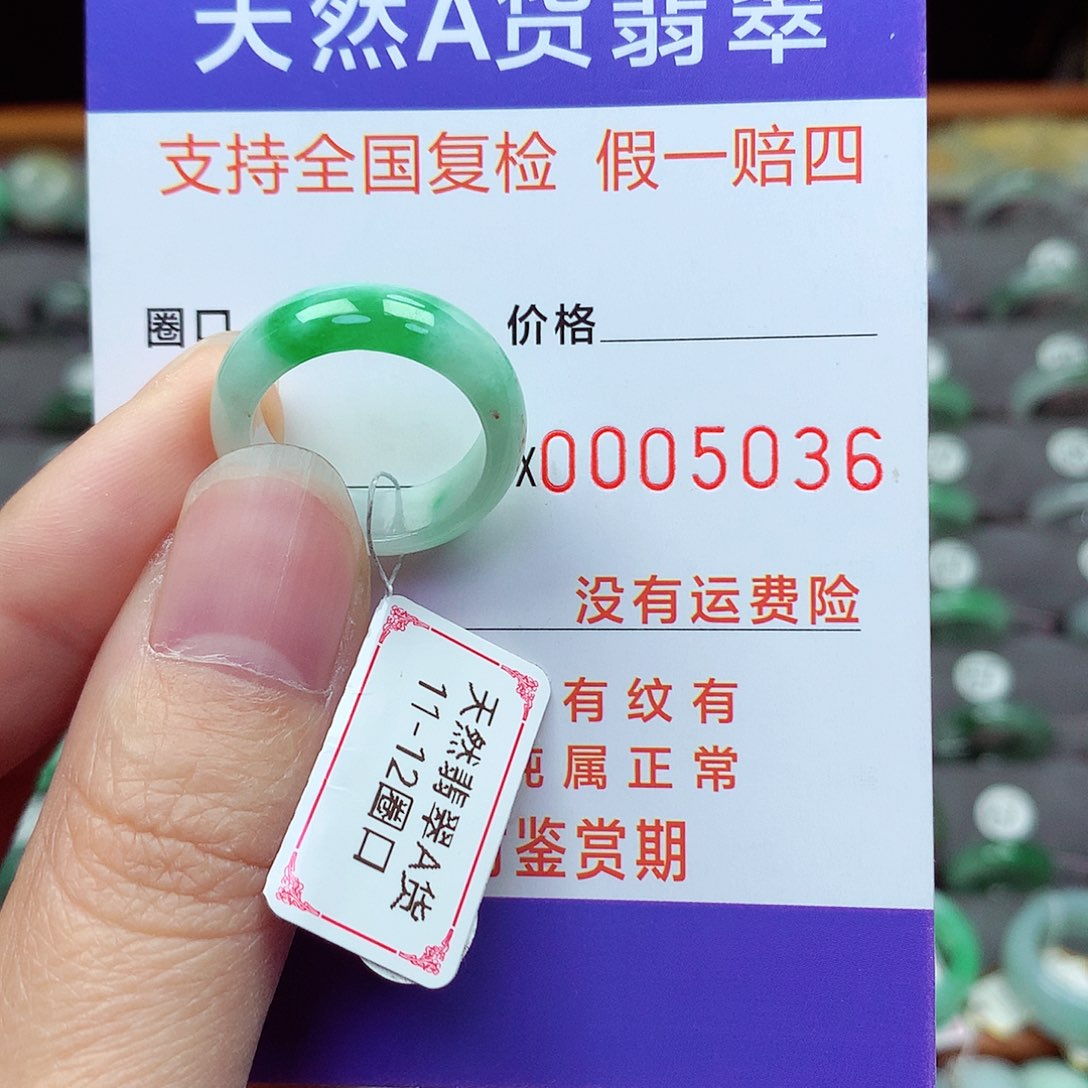 天然A货翡翠
支持全国复检 假一赔四
圈口
价格
X0005036
没有运费险
有纹有
纯属正常
鉴赏期
天然翡翠A货
11-12圈口